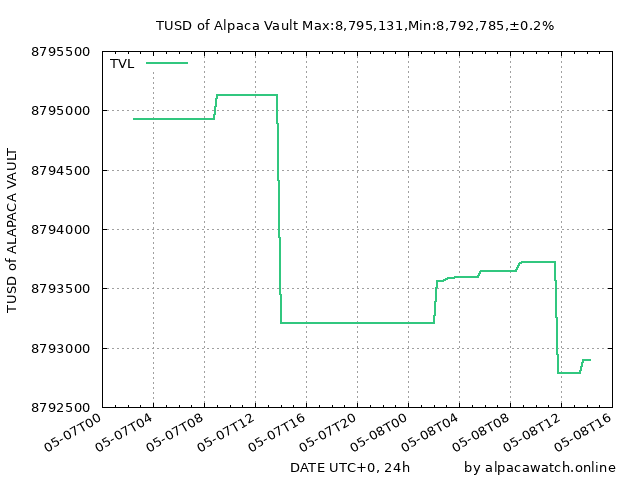 TUSD of Alpaca Vault Max:8,795,131,Min:8,792,785,±0.2%
TUSD of ALAPACA VAULT
TVL
8795500
8795000
8794500
8794000
8793500
8793000
8792500
05-07T00
05-07T04
05-07T08
05-07T12
05-07T16
05-07T20
05-08T00
05-08T04
05-08T08
05-08T12
05-08T16
DATE UTC+0, 24h
by alpacawatch.online